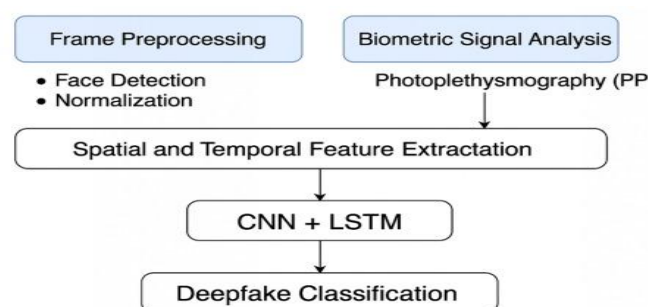 Frame Preprocessing
Biometric Signal Analysis
• Face Detection
• Normalization
Photoplethysmography (PP
Spatial and Temporal Feature Extractation
CNN + LSTM
Deepfake Classification